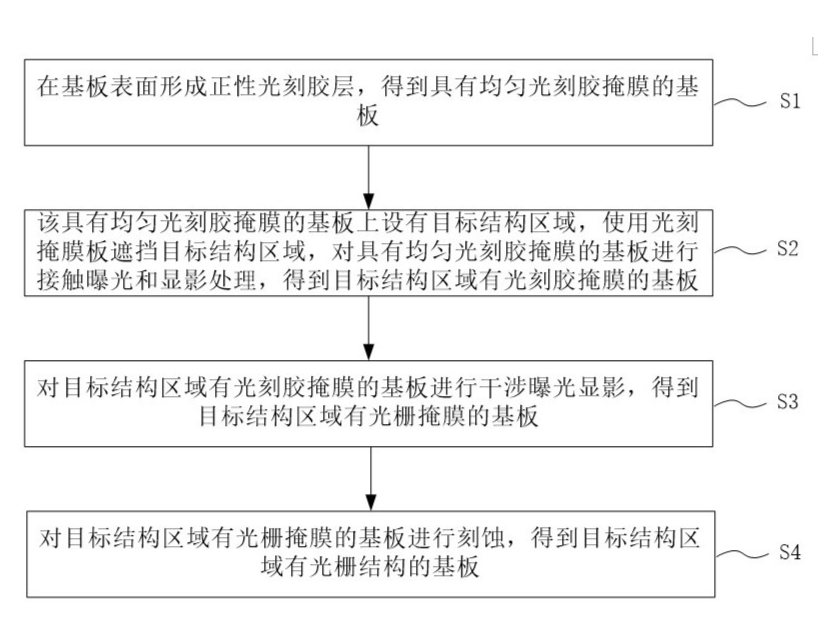 在基板表面形成正性光刻胶层，得到具有均匀光刻胶掩膜的基
板
S1
该具有均匀光刻胶掩膜的基板上设有目标结构区域，使用光刻
掩膜板遮挡目标结构区域，对具有均匀光刻胶掩膜的基板进行
接触曝光和显影处理，得到目标结构区域有光刻胶掩膜的基板
S2
对目标结构区域有光刻胶掩膜的基板进行干涉曝光显影，得到
目标结构区域有光栅掩膜的基板
S3
对目标结构区域有光栅掩膜的基板进行刻蚀，得到目标结构区
域有光栅结构的基板
S4